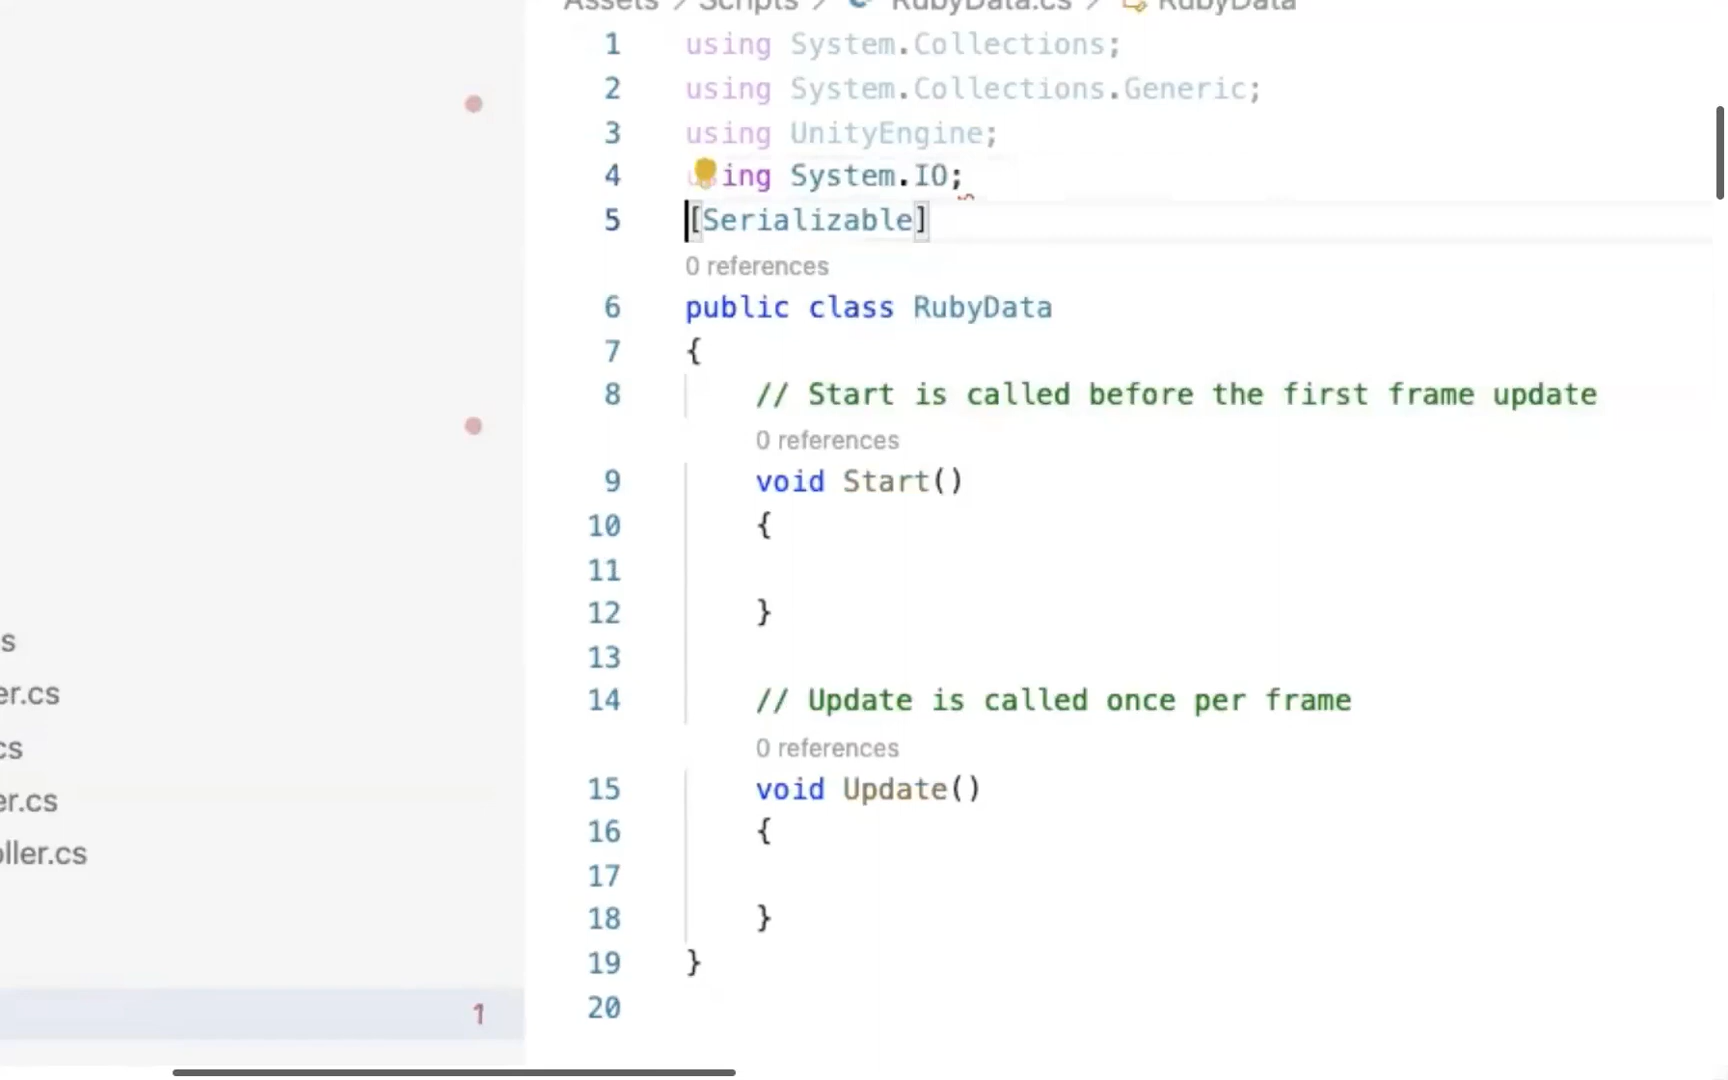 Assets > Scripts > RubyData.cs > RubyData
1 using System.Collections;
2 using System.Collections.Generic;
3 using UnityEngine;
4 ing System.IO;
5 [Serializable]
0 references
6 public class RubyData
7 {
8 // Start is called before the first frame update
0 references
9 void Start()
10 {
11
12 }
13
14 // Update is called once per frame
0 references
15 void Update()
16 {
17
18 }
19 }
20
s
er.cs
cs
er.cs
oller.cs
1